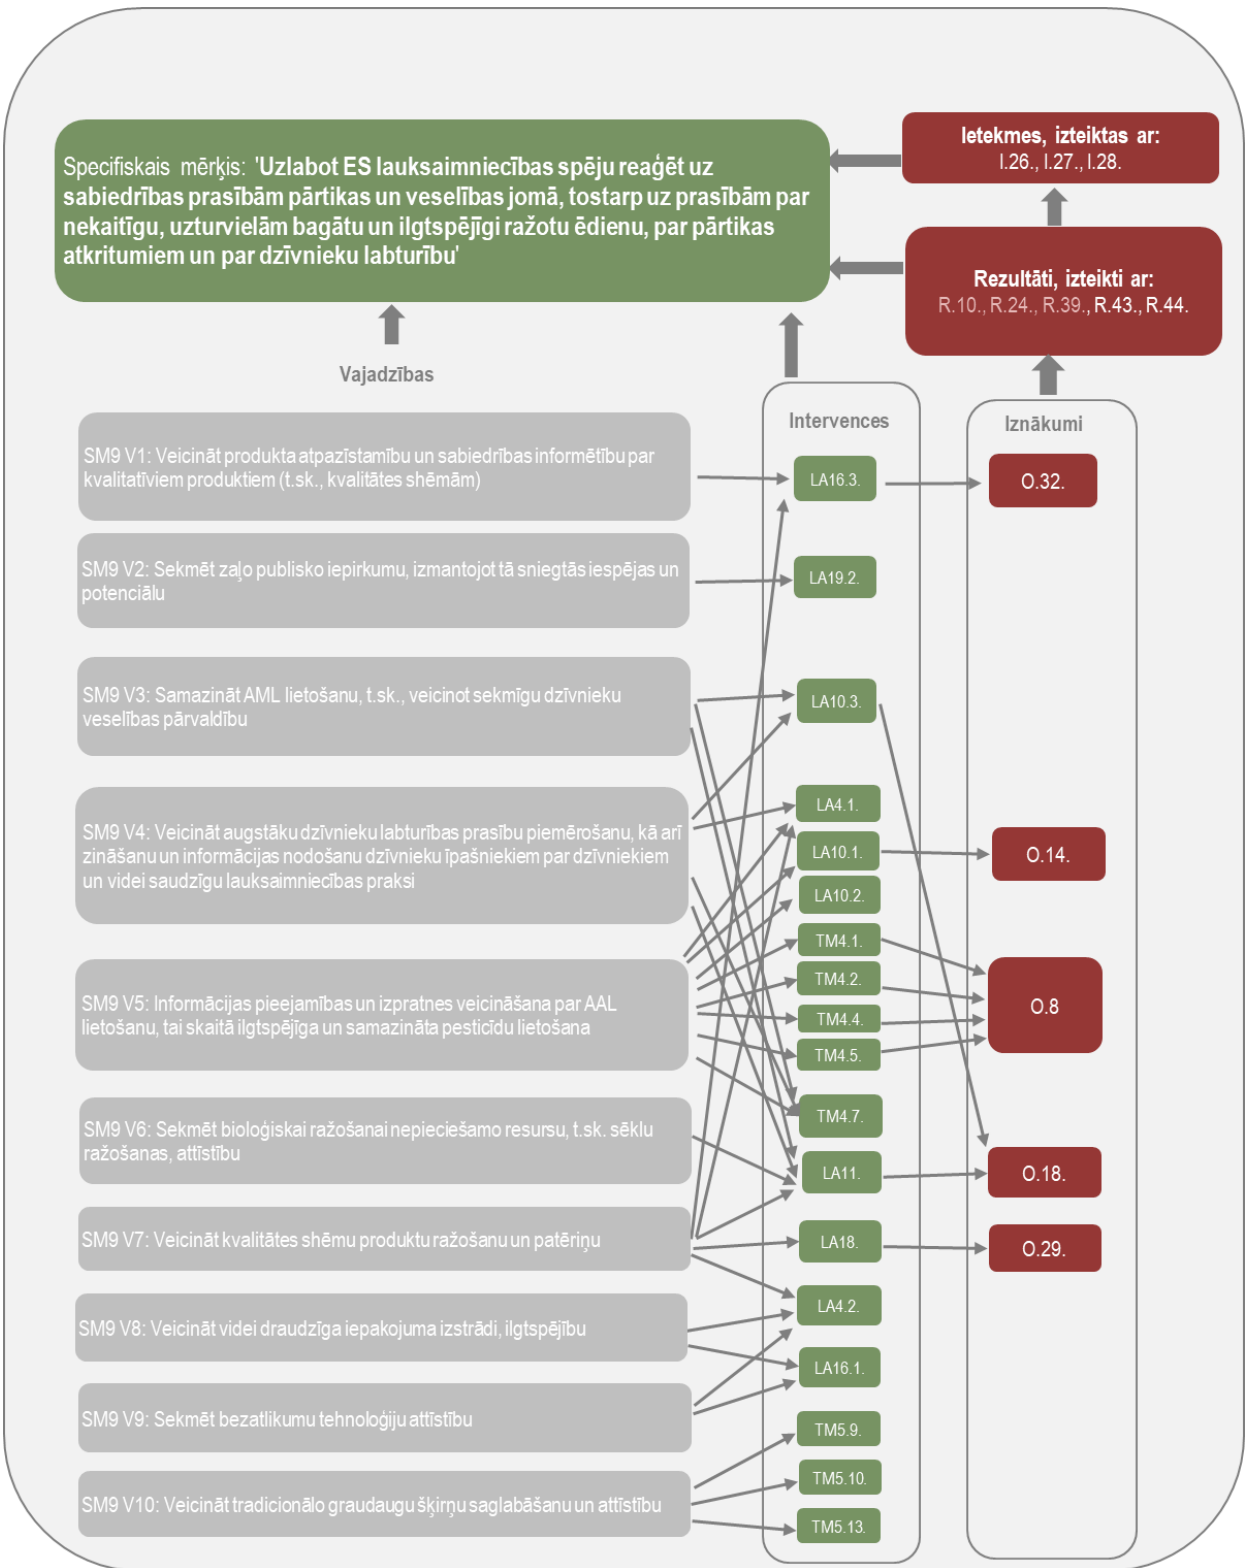 Specifiskais mērķis: 'Uzlabot ES lauksaimniecības spēju reaģēt uz
sabiedrības prasībām pārtikas un veselības jomā, tostarp uz prasībām par
nekaitīgu, uzturvielām bagātu un ilgtspējīgi ražotu ēdienu, par pārtikas
atkritumiem un par dzīvnieku labturību'
Ietekmes, izteiktas ar:
I.26., I.27., I.28.
Rezultāti, izteikti ar:
R.10., R.24., R.39., R.43., R.44.
Vajadzības
Intervences
Iznākumi
SM9 V1: Veicināt produkta atpazīstamību un sabiedrības informētību par
kvalitatīviem produktiem (t.sk., kvalitātes shēmām)
LA16.3.
O.32.
SM9 V2: Sekmēt zaļo publisko iepirkumu, izmantojot tā sniegtās iespējas un
potenciālu
LA19.2.
SM9 V3: Samazināt AML lietošanu, t.sk., veicinot sekmīgu dzīvnieku
veselības pārvaldību
LA10.3.
SM9 V4: Veicināt augstāku dzīvnieku labturības prasību piemērošanu, kā arī
zināšanu un informācijas nodošanu dzīvnieku īpašniekiem par dzīvniekiem
un videi saudzīgu lauksaimniecības praksi
LA4.1.
LA10.1.
O.14.
LA10.2.
TM4.1.
SM9 V5: Informācijas pieejamības un izpratnes veicināšana par AAL
lietošanu, tai skaitā ilgtspējīga un samazināta pesticīdu lietošana
TM4.2.
TM4.4.
TM4.5.
O.8
TM4.7.
SM9 V6: Sekmēt bioloģiskai ražošanai nepieciešamo resursu, t.sk. sēklu
ražošanas, attīstību
LA11.
O.18.
SM9 V7: Veicināt kvalitātes shēmu produktu ražošanu un patēriņu
LA18.
O.29.
LA4.2.
SM9 V8: Veicināt videi draudzīga iepakojuma izstrādi, ilgtspējību
LA16.1.
SM9 V9: Sekmēt bezatlikumu tehnoloģiju attīstību
TM5.9.
TM5.10.
SM9 V10: Veicināt tradicionālo graudaugu šķirņu saglabāšanu un attīstību
TM5.13.